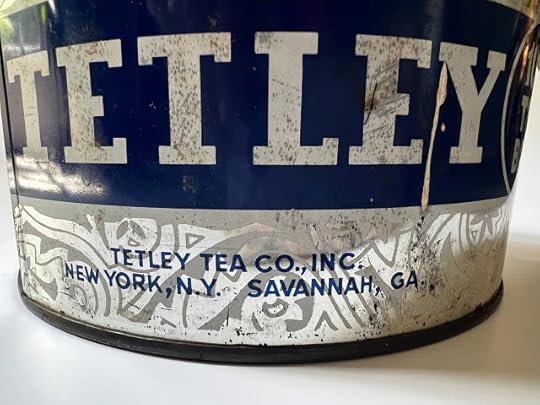 TETLEY
TETLEY TEA CO., INC.
NEW YORK, N.Y. SAVANNAH, GA.